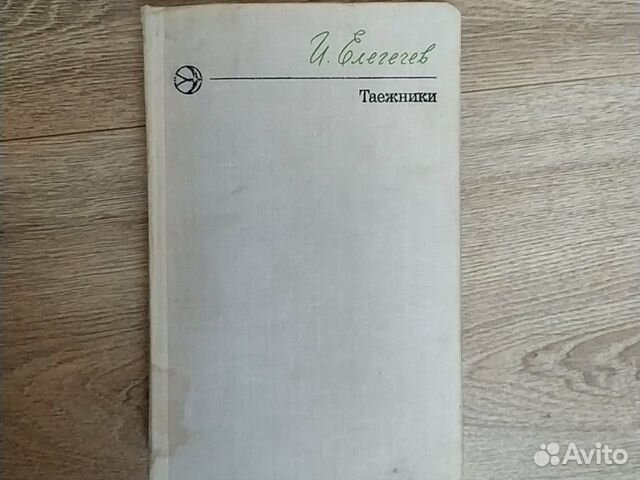 И. Елегечев
Таежники
Avito